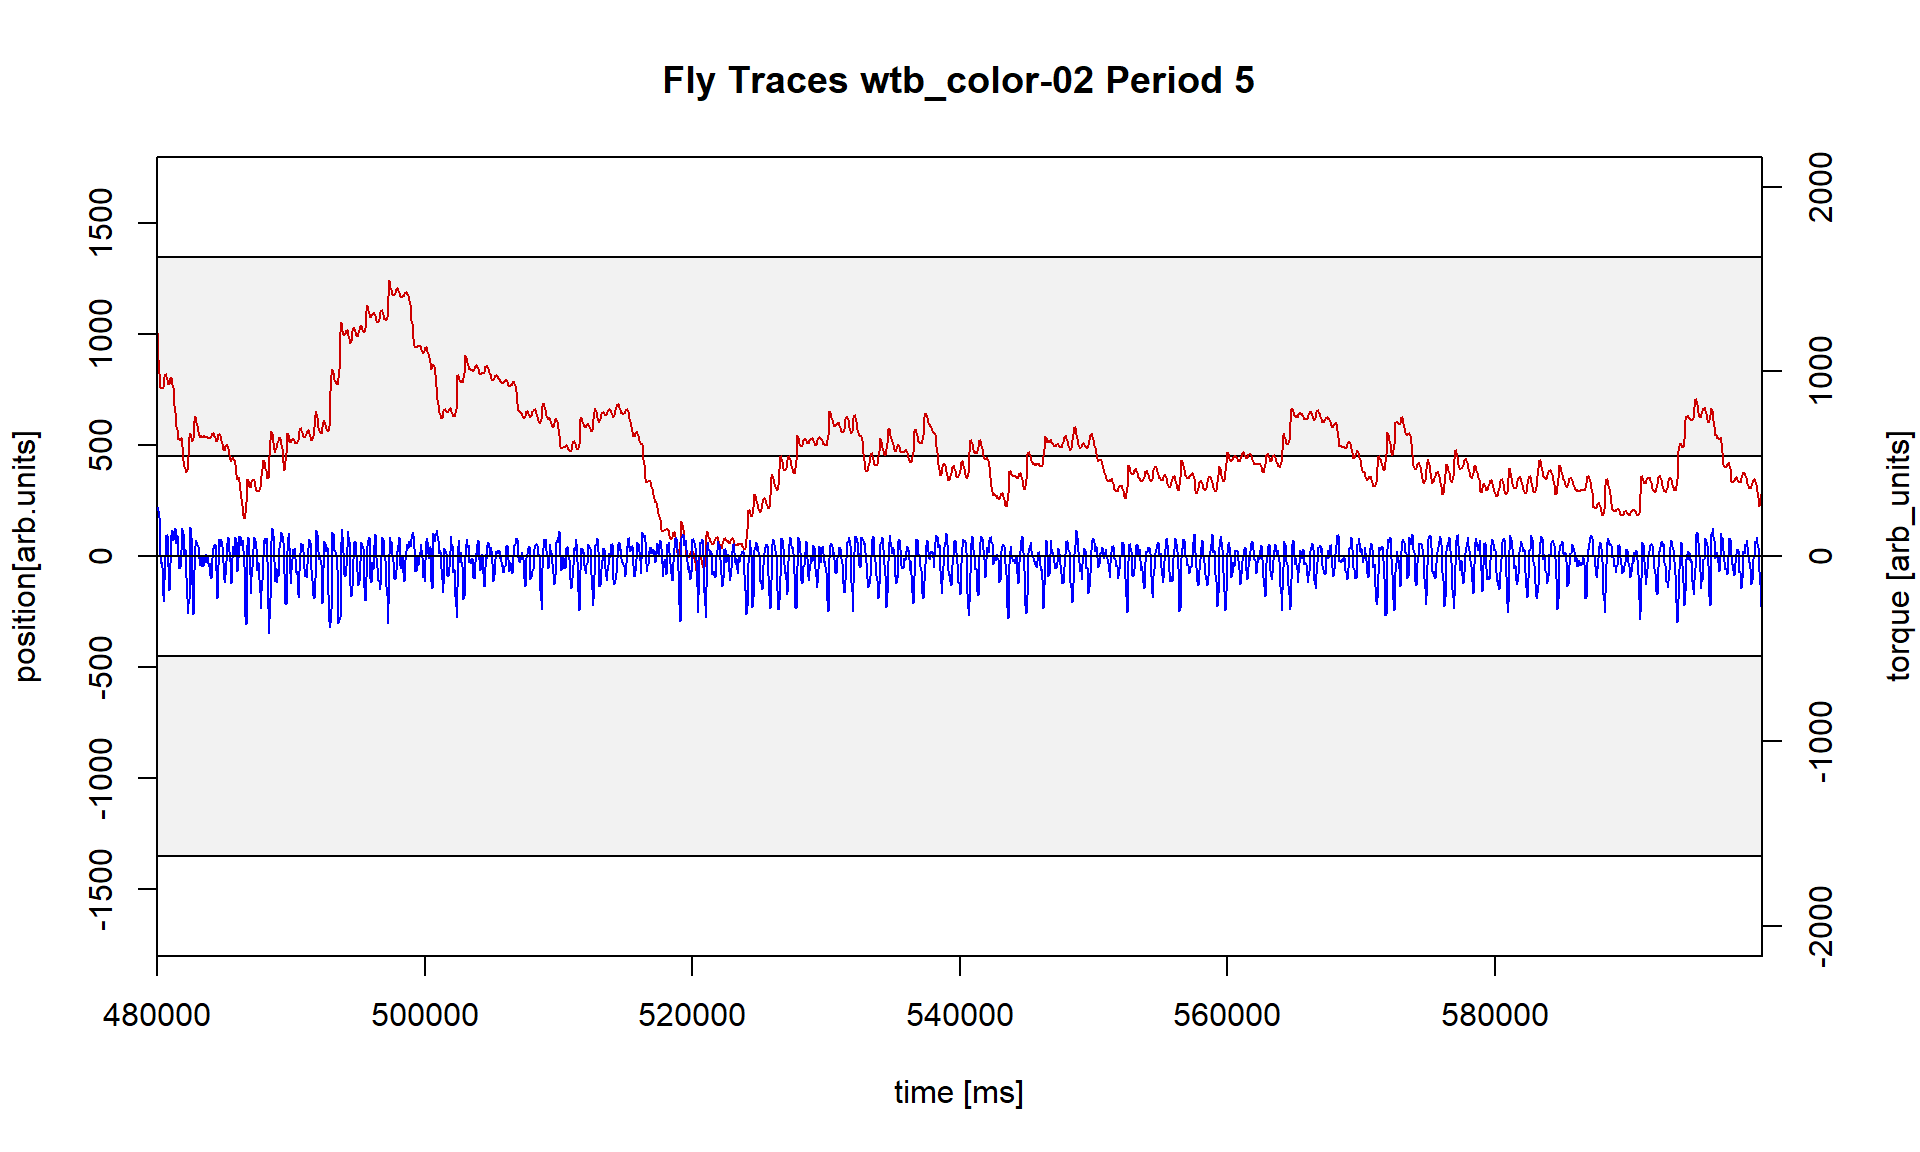 Fly Traces wtb_color-02 Period 5
position[arb.units]
1500
1000
500
0
-500
-1000
-1500
2000
1000
0
-1000
-2000
torque [arb_units]
480000 500000 520000 540000 560000 580000
time [ms]